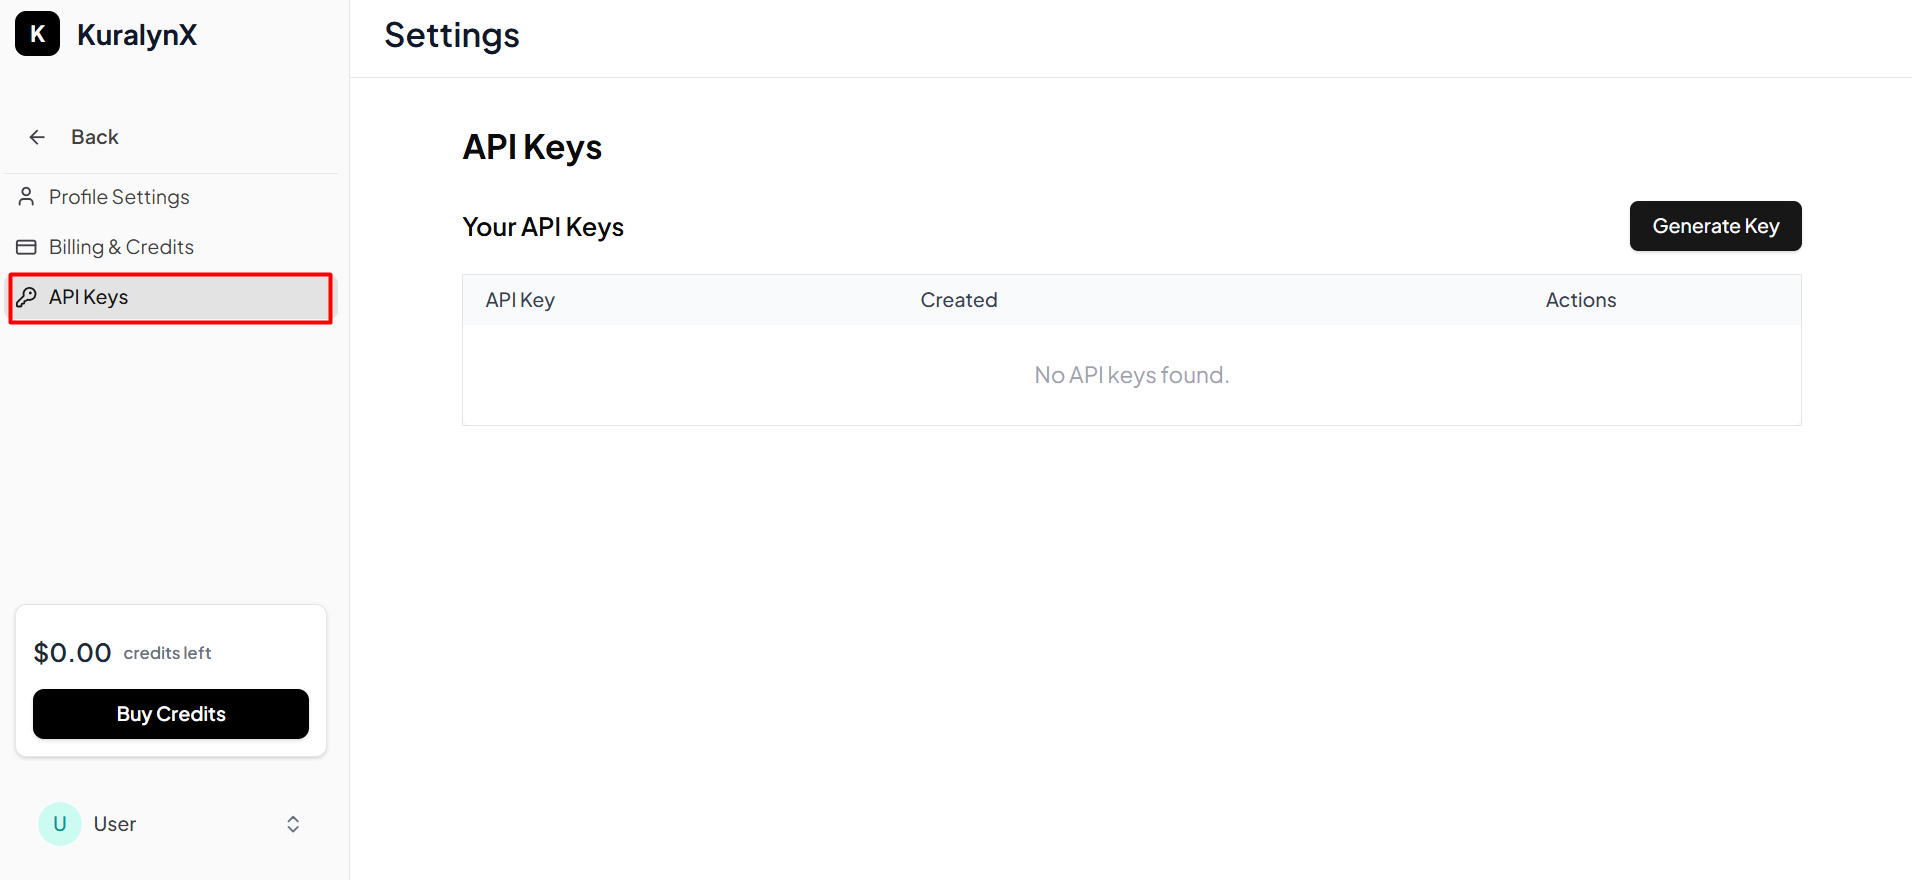 K KuralynX
Settings
Back
Profile Settings
Billing & Credits
API Keys
API Keys
Your API Keys
Generate Key
API Key Created Actions
No API keys found.
$0.00 credits left
Buy Credits
U User